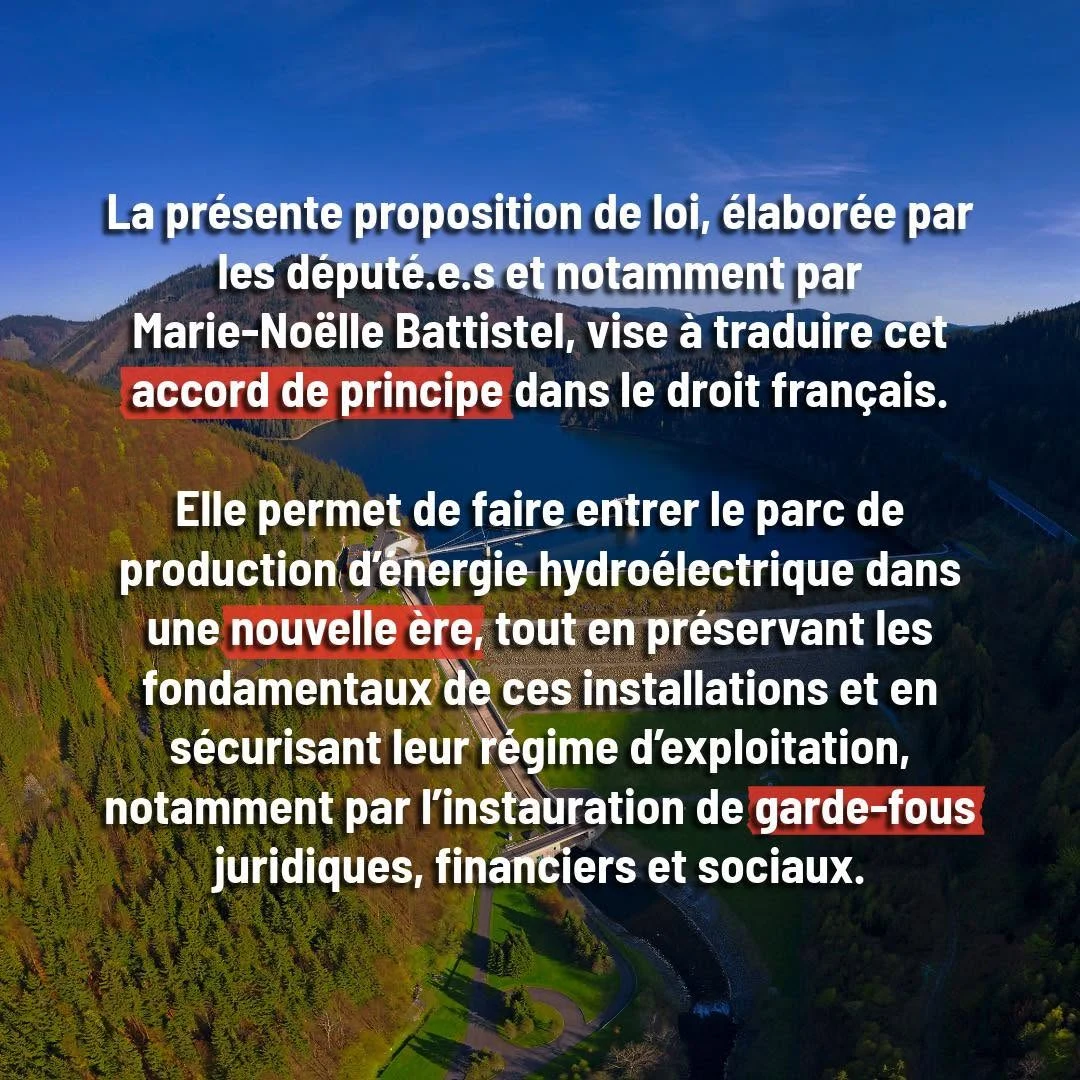 La présente proposition de loi, élaborée par
les député.e.s et notamment par
Marie-Noëlle Battistel, vise à traduire cet
accord de principe dans le droit français.
Elle permet de faire entrer le parc de
production d’énergie hydroélectrique dans
une nouvelle ère, tout en préservant les
fondamentaux de ces installations et en
sécurisant leur régime d’exploitation,
notamment par l’instauration de garde-fous
juridiques, financiers et sociaux.